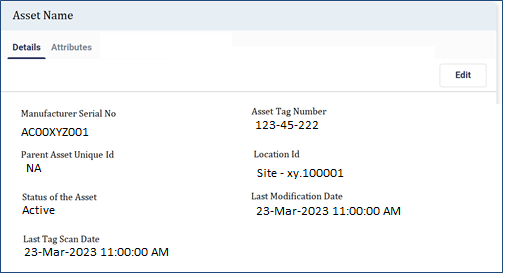 Asset Name
Details Attributes
Edit
Manufacturer Serial No
AC00XYZ001
Asset Tag Number
123-45-222
Parent Asset Unique Id
NA
Location Id
Site - xy.100001
Status of the Asset
Active
Last Modification Date
23-Mar-2023 11:00:00 AM
Last Tag Scan Date
23-Mar-2023 11:00:00 AM